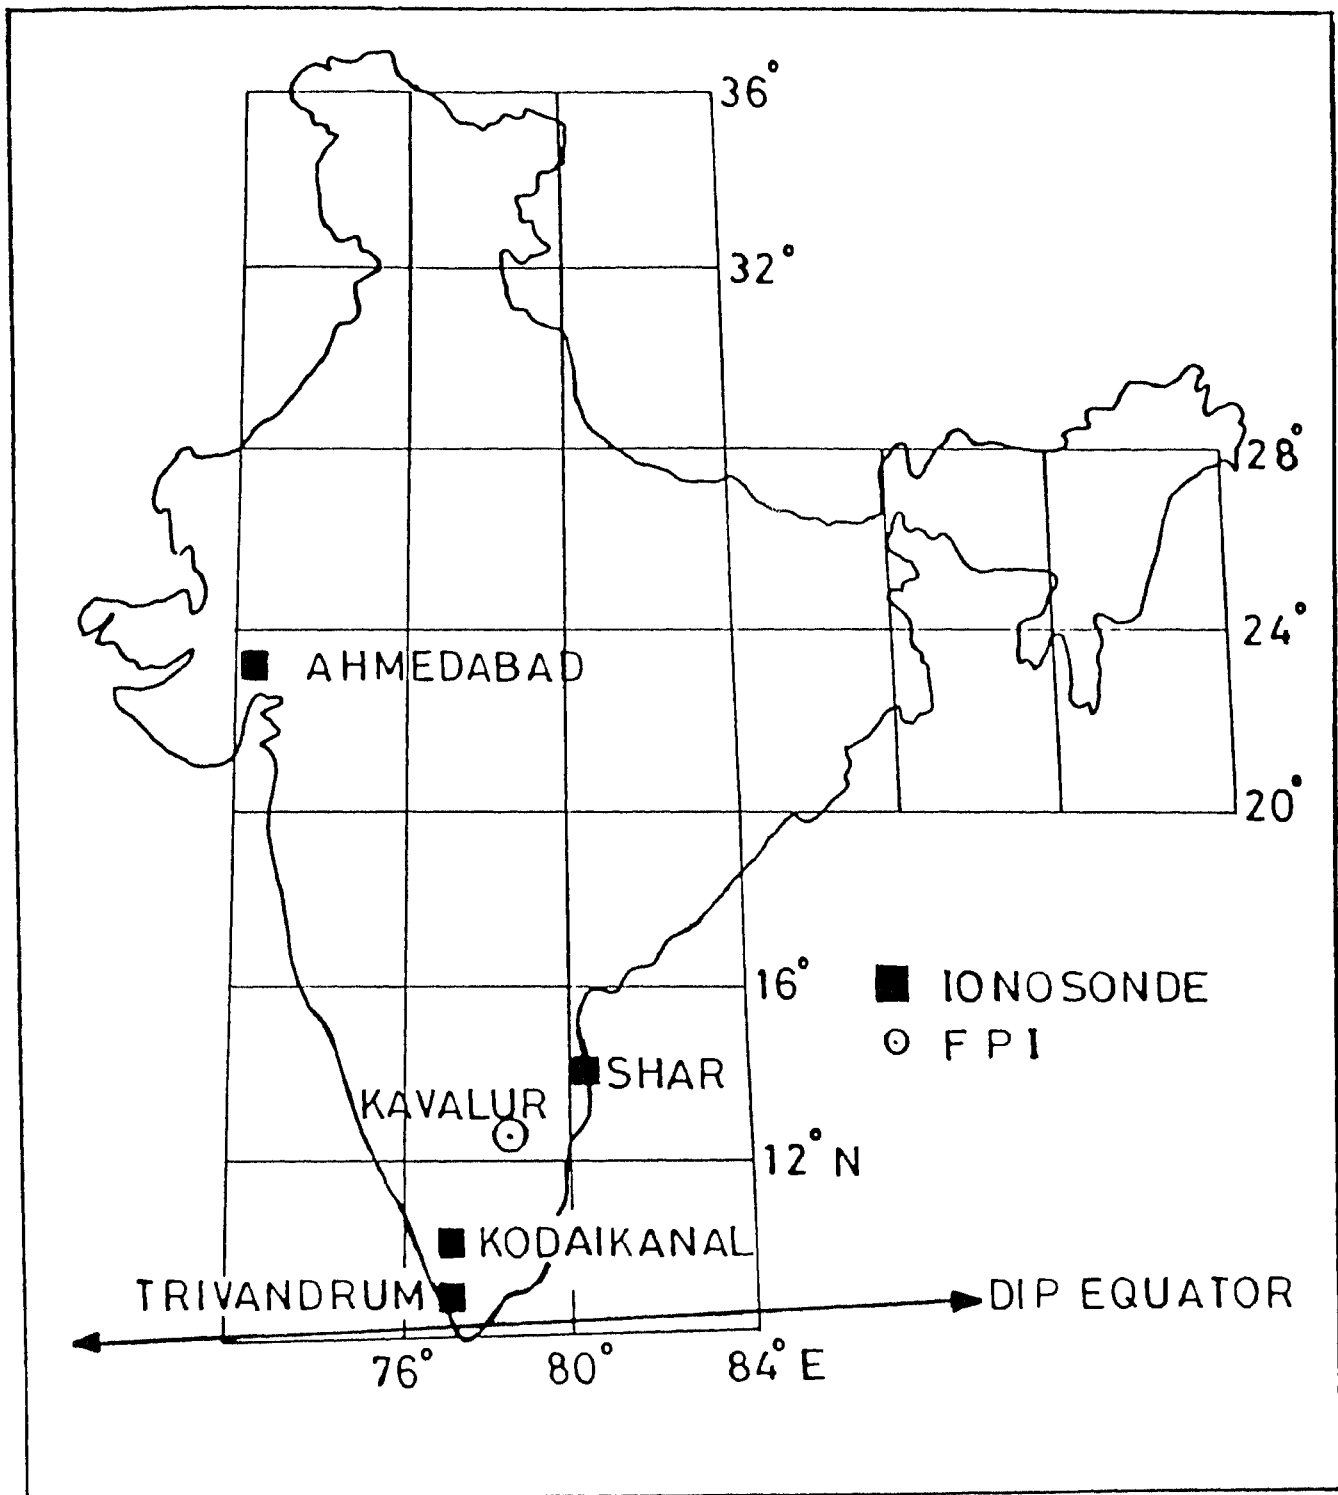 36°
32°
28°
24°
AHMEDABAD
20°
16°
IONOSONDE
FPI
SHAR
KAVALUR
12° N
KODAIKANAL
TRIVANDRUM
DIP EQUATOR
76° 80° 84° E